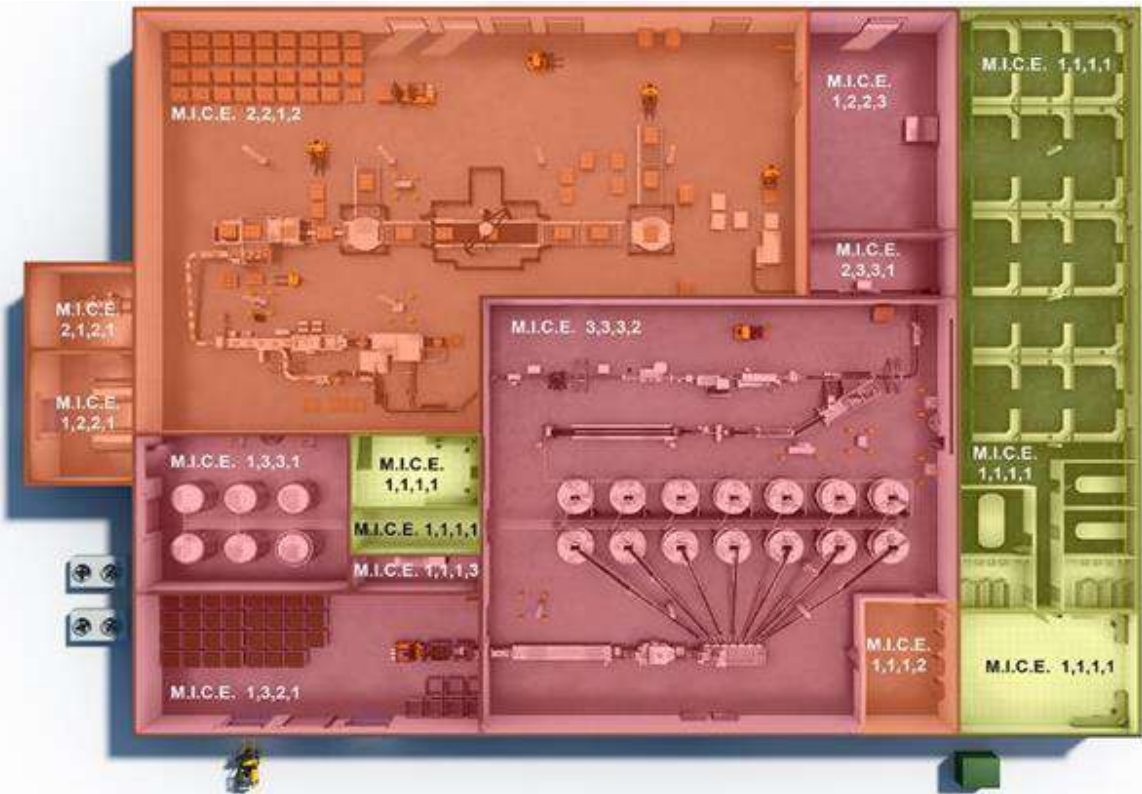 M.I.C.E. 2,2,1,2
M.I.C.E.
1,2,2,3
M.I.C.E. 1,1,1,1
M.I.C.E.
2,3,3,1
M.I.C.E.
2,1,2,1
M.I.C.E. 3,3,3,2
M.I.C.E.
1,2,2,1
M.I.C.E. 1,3,3,1
M.I.C.E.
1,1,1,1
M.I.C.E.
1,1,1,1
M.I.C.E. 1,1,1,1
M.I.C.E. 1,1,1,3
M.I.C.E. 1,3,2,1
M.I.C.E.
1,1,1,2
M.I.C.E. 1,1,1,1